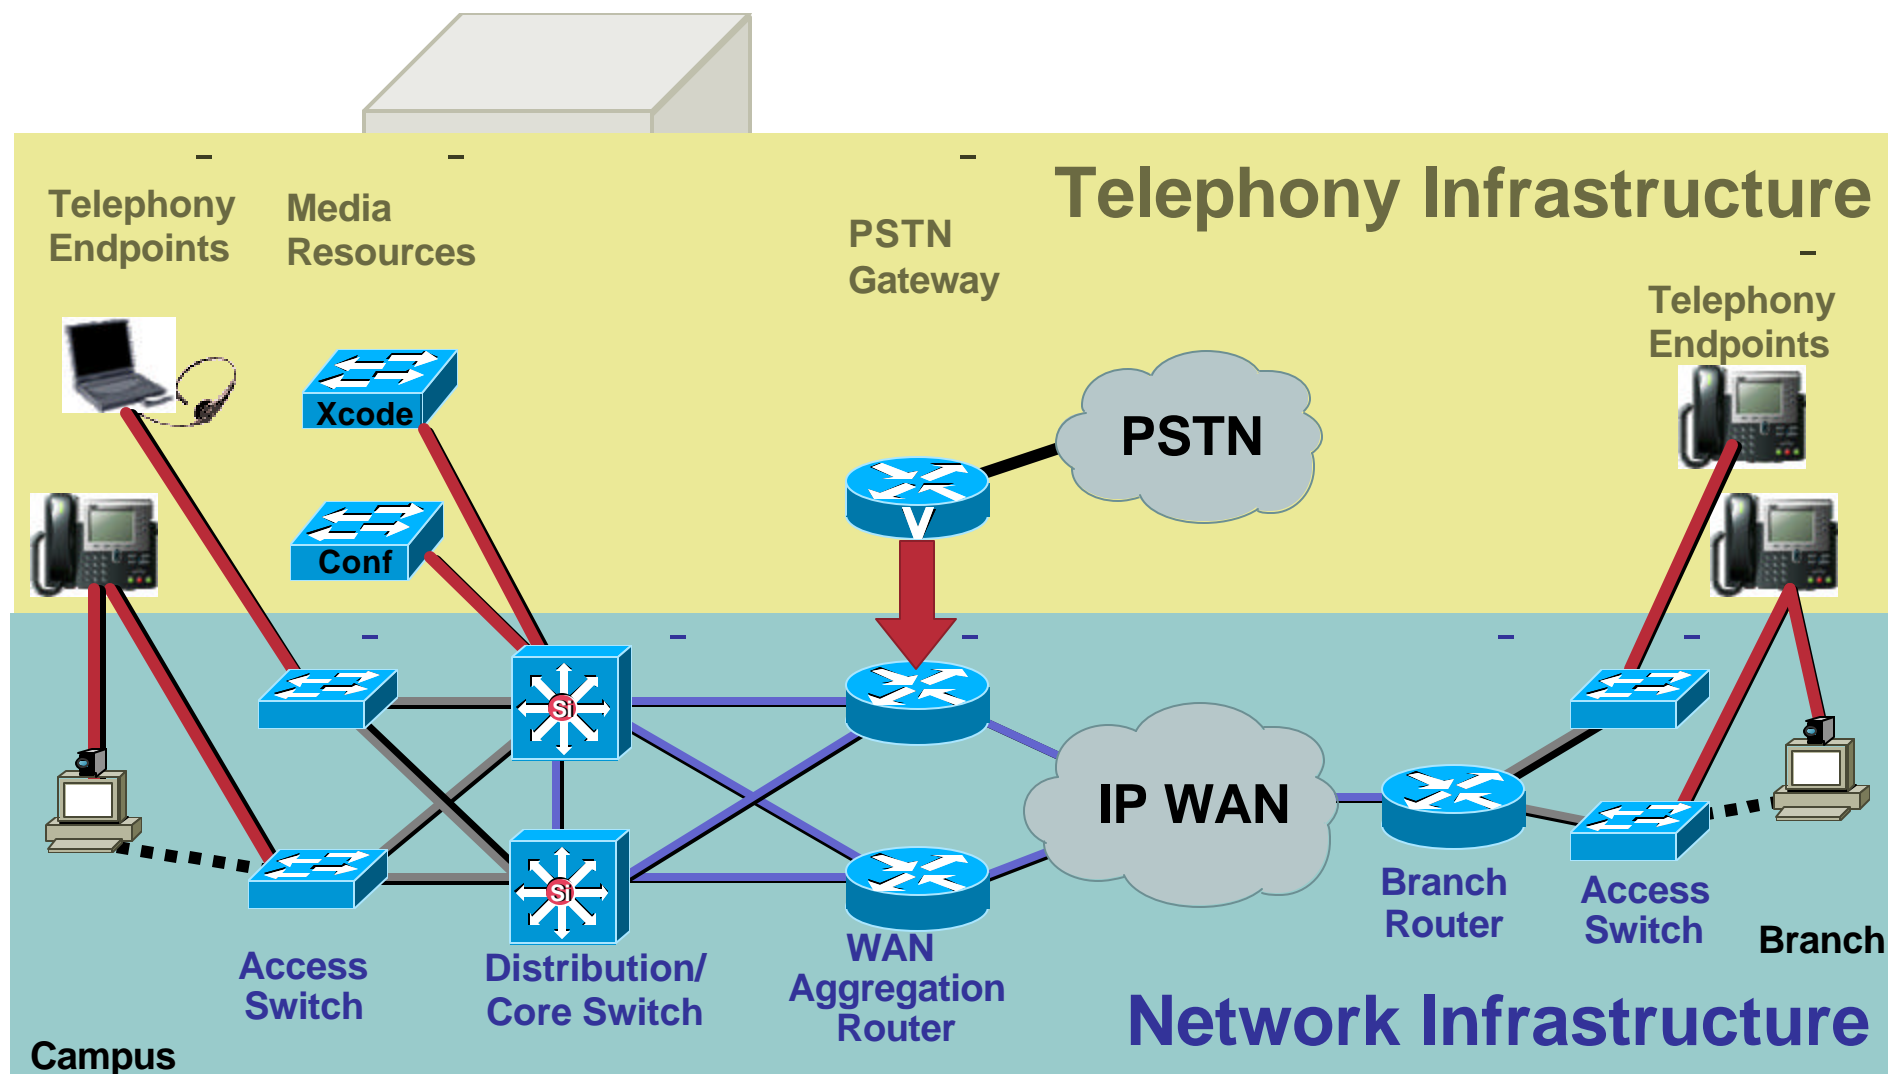 Telephony Infrastructure
Telephony
Endpoints
Media
Resources
PSTN
Gateway
Telephony
Endpoints
Xcode
PSTN
Conf
V
Si
IP WAN
Si
Branch
Router
Access
Switch
Branch
Access
Switch
Distribution/
Core Switch
WAN
Aggregation
Router
Network Infrastructure
Campus